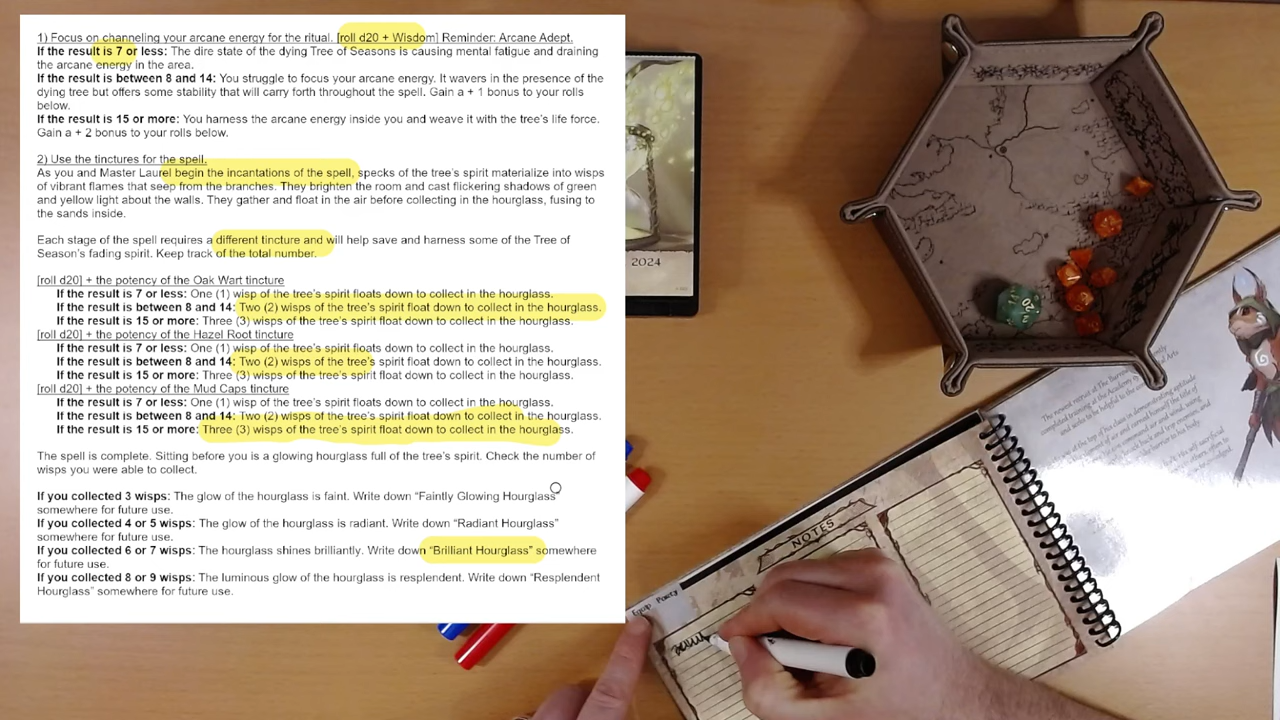 1) Focus on channeling your arcane energy for the ritual. [roll d20 + Wisdom] Reminder: Arcane Adept.
If the result is 7 or less: The dire state of the dying Tree of Seasons is causing mental fatigue and draining
the arcane energy in the area.
If the result is between 8 and 14: You struggle to focus your arcane energy. It wavers in the presence of the
dying tree but offers some stability that will carry forth throughout the spell. Gain a + 1 bonus to your rolls
below.
If the result is 15 or more: You harness the arcane energy inside you and weave it with the tree's life force.
Gain a + 2 bonus to your rolls below.
2) Use the tinctures for the spell.
As you and Master Laurel begin the incantations of the spell, specks of the tree's spirit materialize into wisps
of vibrant flames that seep from the branches. They brighten the room and cast flickering shadows of green
and yellow light about the walls. They gather and float in the air before collecting in the hourglass, fusing to
the sands inside.
Each stage of the spell requires a different tincture and will help save and harness some of the Tree of
Season's fading spirit. Keep track of the total number.
[roll d20] + the potency of the Oak Wart tincture
If the result is 7 or less: One (1) wisp of the tree's spirit floats down to collect in the hourglass.
If the result is between 8 and 14: Two (2) wisps of the tree's spirit float down to collect in the hourglass.
If the result is 15 or more: Three (3) wisps of the tree's spirit float down to collect in the hourglass.
[roll d20] + the potency of the Hazel Root tincture
If the result is 7 or less: One (1) wisp of the tree's spirit floats down to collect in the hourglass.
If the result is between 8 and 14: Two (2) wisps of the tree's spirit float down to collect in the hourglass.
If the result is 15 or more: Three (3) wisps of the tree's spirit float down to collect in the hourglass.
[roll d20] + the potency of the Mud Caps tincture
If the result is 7 or less: One (1) wisp of the tree's spirit floats down to collect in the hourglass.
If the result is between 8 and 14: Two (2) wisps of the tree's spirit float down to collect in the hourglass.
If the result is 15 or more: Three (3) wisps of the tree's spirit float down to collect in the hourglass.
The spell is complete. Sitting before you is a glowing hourglass full of the tree's spirit. Check the number of
wisps you were able to collect.
If you collected 3 wisps: The glow of the hourglass is faint. Write down “Faintly Glowing Hourglass”
somewhere for future use.
If you collected 4 or 5 wisps: The glow of the hourglass is radiant. Write down “Radiant Hourglass”
somewhere for future use.
If you collected 6 or 7 wisps: The hourglass shines brilliantly. Write down “Brilliant Hourglass” somewhere
for future use.
If you collected 8 or 9 wisps: The luminous glow of the hourglass is resplendent. Write down “Resplendent
Hourglass” somewhere for future use.
2024
20
NOTES
Equip Poetry